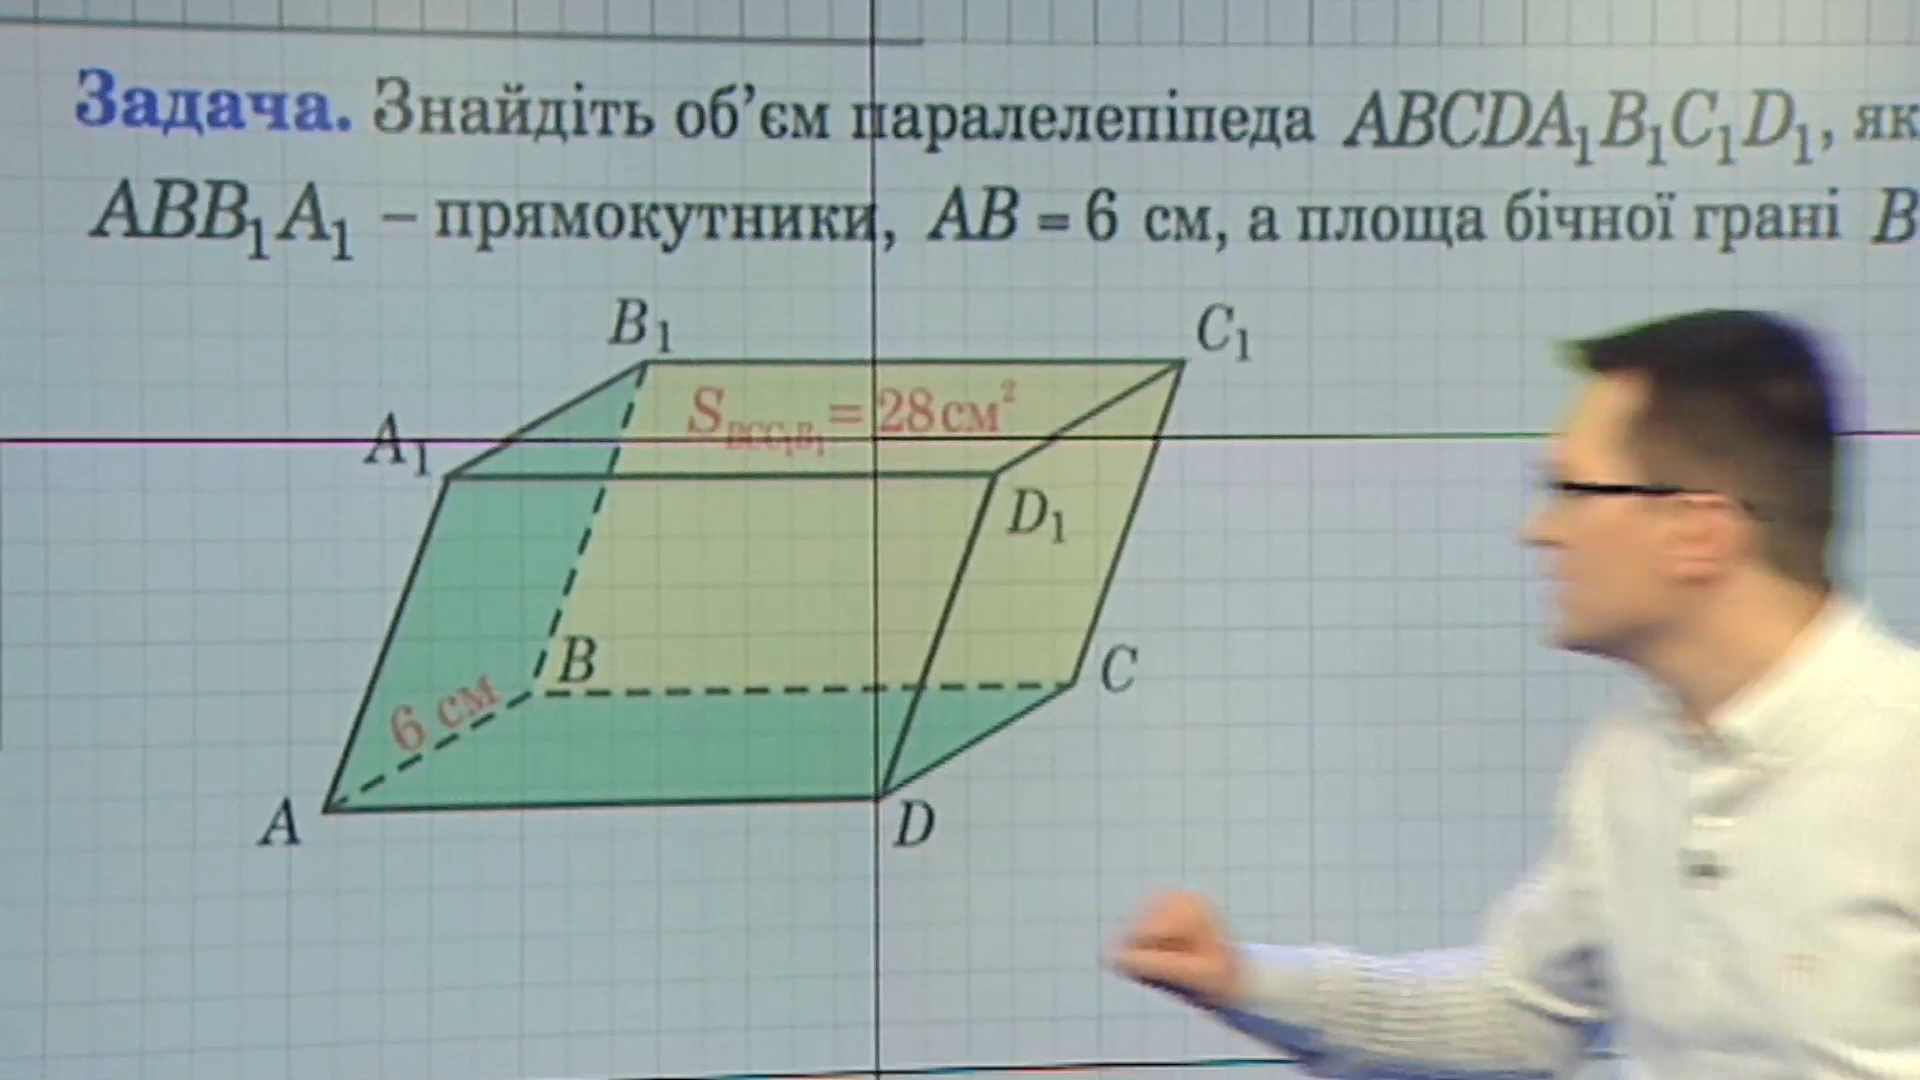 Задача. Знайдіть об’єм паралелепіпеда ABCDA₁B₁C₁D₁, як
ABB₁A₁ – прямокутники, AB = 6 см, а площа бічної грані B
B₁
C₁
S_BCC₁B₁ = 28 см²
A₁
D₁
B
C
6 см
A
D